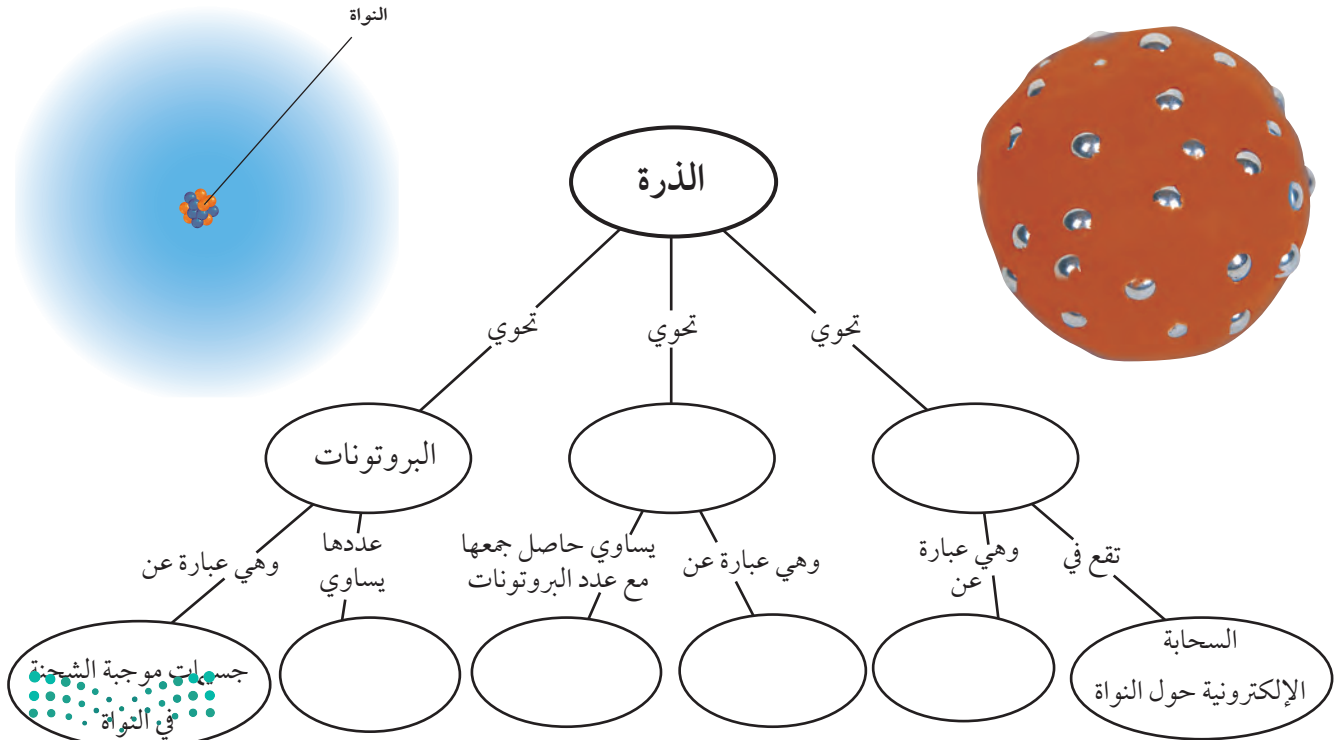 النواة
الذرة
تحوي
تحوي
تحوي
البروتونات
تقع في
وهي عبارة
عن
وهي عبارة عن
يساوي حاصل جمعها
مع عدد البروتونات
عددها
يساوي
وهي عبارة عن
السحابة
الإلكترونية حول النواة
جسيمات موجبة الشحنة
في النواة